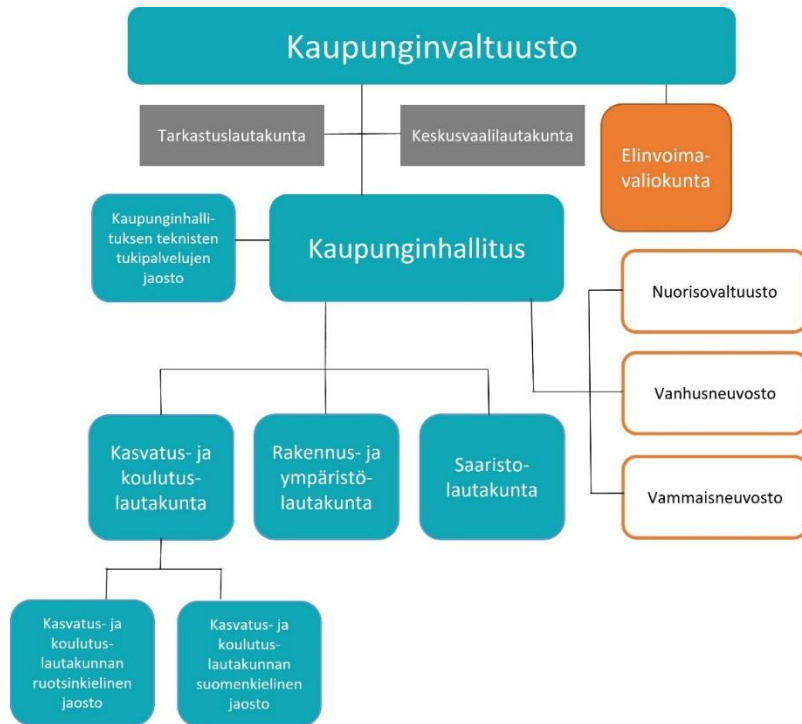 Kaupunginvaltuusto
Tarkastuslautakunta
Keskusvaalilautakunta
Elinvoima-
valiokunta
Kaupunginhalli-
tuksen teknisten
tukipalvelujen
jaosto
Kaupunginhallitus
Nuorisovaltuusto
Vanhusneuvosto
Vammaisneuvosto
Kasvatus- ja
koulutus-
lautakunta
Rakennus- ja
ympäristö-
lautakunta
Saaristo-
lautakunta
Kasvatus- ja
koulutus-
lautakunnan
ruotsinkielinen
jaosto
Kasvatus- ja
koulutus-
lautakunnan
suomenkielinen
jaosto